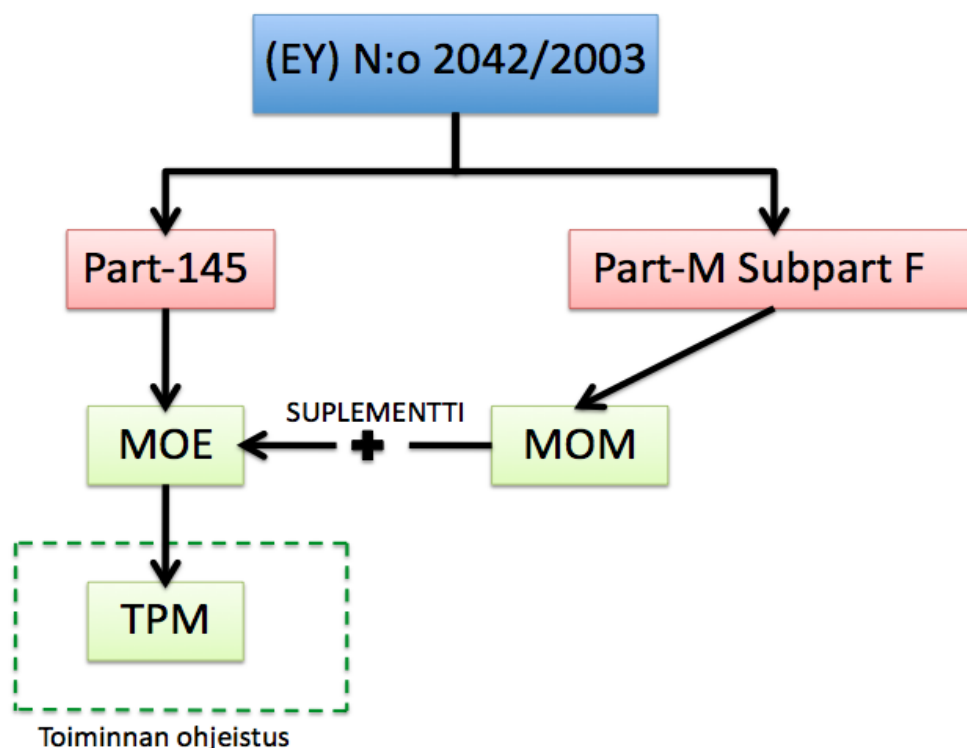 (EY) N:o 2042/2003
Part-145
Part-M Subpart F
SUPLEMENTTI
MOE
MOM
TPM
Toiminnan ohjeistus